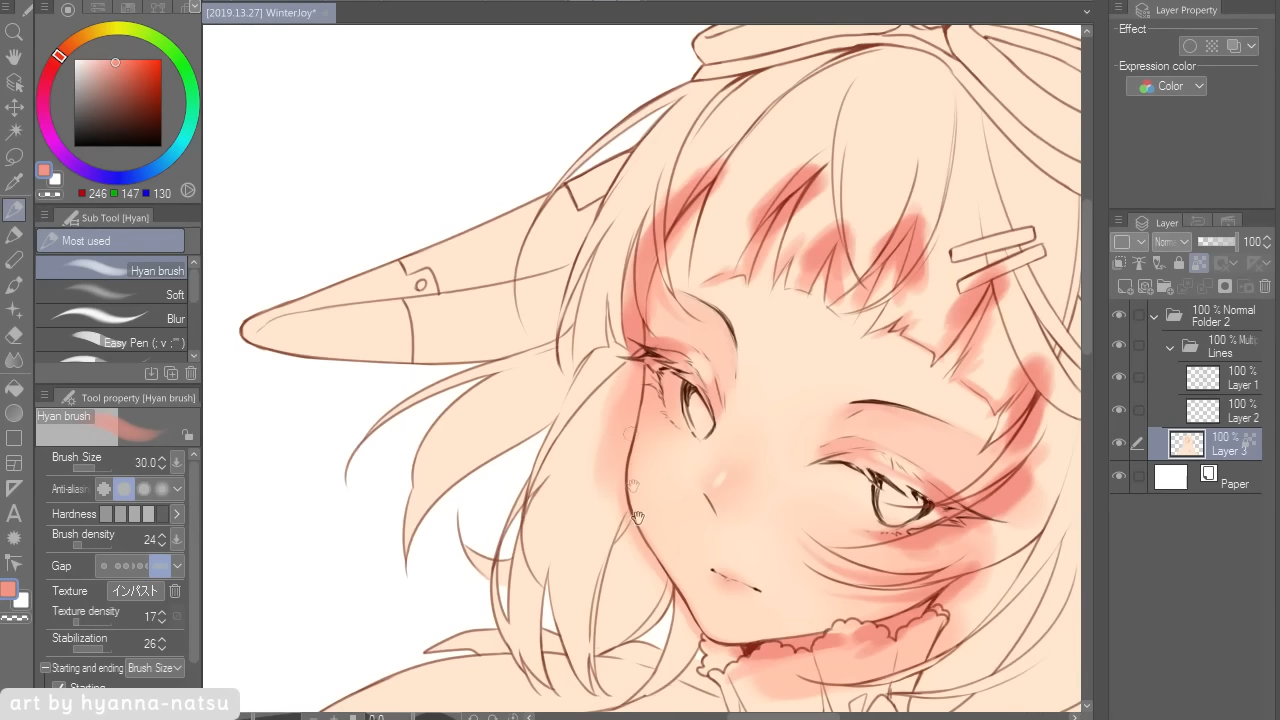 [2019.13.27] WinterJoy*
246 147 130
Sub Tool [Hyan]
Most used
Hyan brush
Soft
Blur
Easy Pen (; v ;'''')
Tool property [Hyan brush]
Hyan brush
Brush Size 30.0
Anti-alias
Hardness
Brush density 24
Gap
Texture インパスト
Texture density 17
Stabilization 26
Starting and ending Brush Size
Starting
art by hyanna-natsu
Layer Property
Effect
Expression color
Color
Layer
Norm 100
100 % Normal
Folder 2
100 % Multi
Lines
100 %
Layer 1
100 %
Layer 2
100 %
Layer 3
Paper